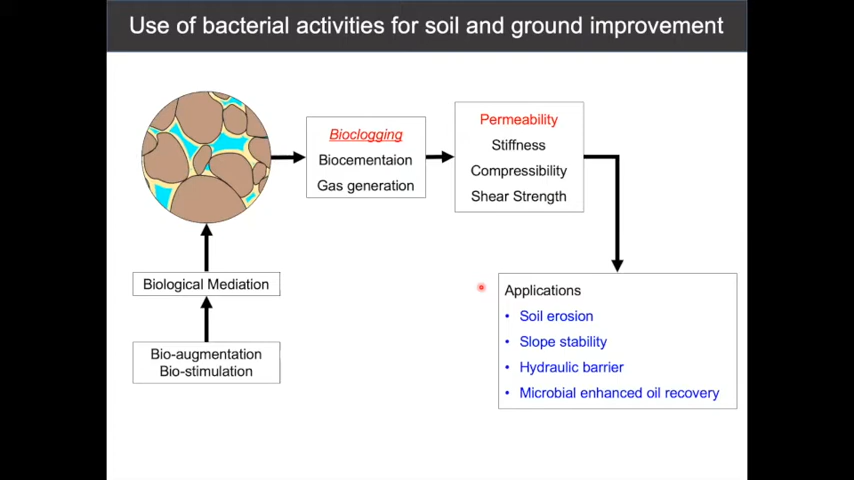 Use of bacterial activities for soil and ground improvement
Bioclogging
Biocementaion
Gas generation
Permeability
Stiffness
Compressibility
Shear Strength
Biological Mediation
Bio-augmentation
Bio-stimulation
Applications
• Soil erosion
• Slope stability
• Hydraulic barrier
• Microbial enhanced oil recovery